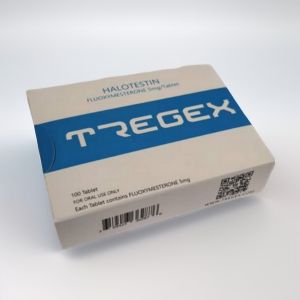 HALOTESTIN
FLUOXYMESTERONE 5mg/Tablet
TREGEX
100 Tablet
FOR ORAL USE ONLY
Each Tablet contains FLUOXYMESTERONE 5mg